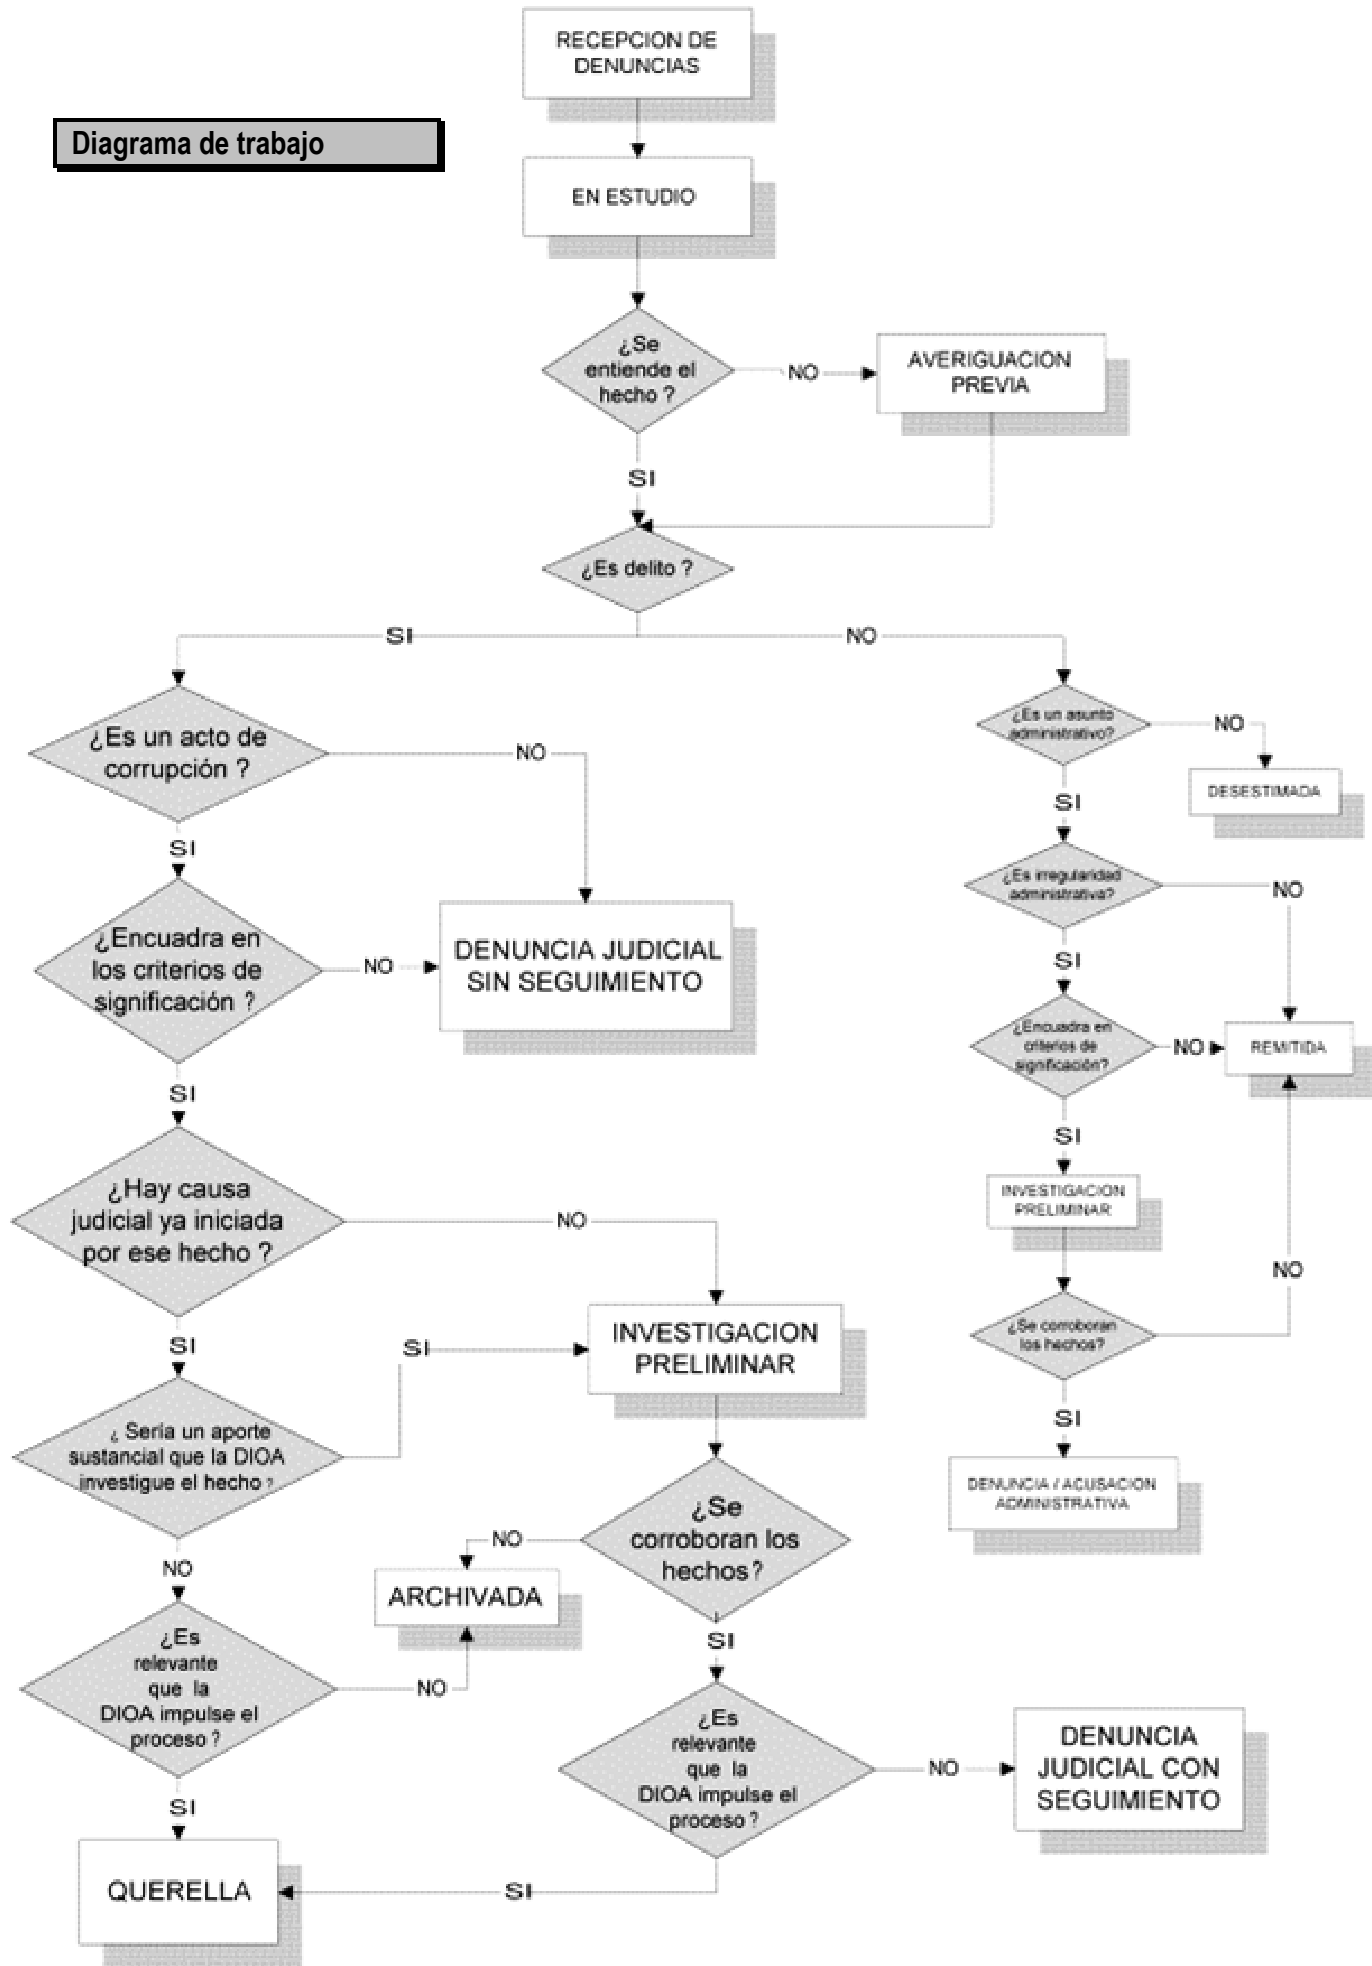 RECEPCION DE
DENUNCIAS
Diagrama de trabajo
EN ESTUDIO
¿Se
entiende el
hecho ?
NO
AVERIGUACION
PREVIA
SI
¿Es delito ?
SI
NO
¿Es un acto de
corrupción ?
NO
¿Es un asunto
administrativo?
NO
DESESTIMADA
SI
SI
¿Encuadra en
los criterios de
significación ?
NO
DENUNCIA JUDICIAL
SIN SEGUIMIENTO
¿Es irregularidad
administrativa?
NO
SI
¿Encuadra en
criterios de
significación?
NO
REMITIDA
SI
SI
¿Hay causa
judicial ya iniciada
por ese hecho ?
NO
INVESTIGACION
PRELIMINAR
NO
SI
SI
INVESTIGACION
PRELIMINAR
¿Se corroboran
los hechos?
SI
¿ Sería un aporte
sustancial que la DIOA
investigue el hecho ?
DENUNCIA / ACUSACION
ADMINISTRATIVA
¿Se
corroboran los
hechos?
NO
NO
ARCHIVADA
SI
¿Es
relevante
que la
DIOA impulse el
proceso ?
NO
¿Es
relevante
que la
DIOA impulse el
proceso ?
NO
DENUNCIA
JUDICIAL CON
SEGUIMIENTO
SI
QUERELLA
SI